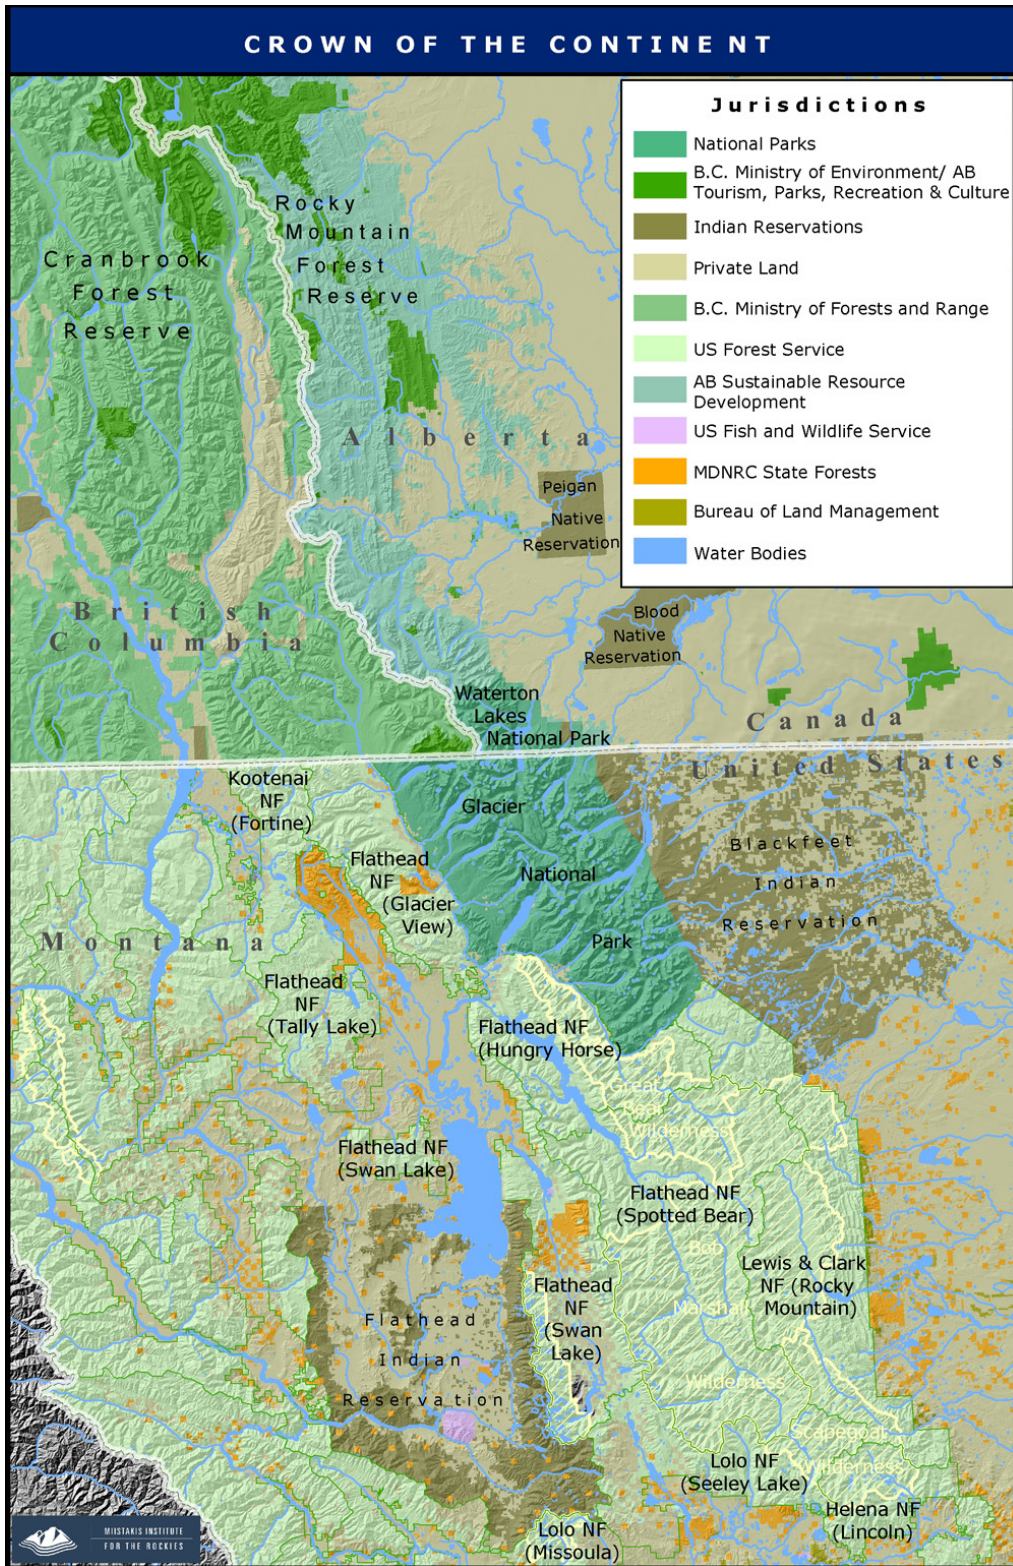 CROWN OF THE CONTINENT
Jurisdictions
National Parks
B.C. Ministry of Environment/ AB
Tourism, Parks, Recreation & Culture
Indian Reservations
Private Land
B.C. Ministry of Forests and Range
US Forest Service
AB Sustainable Resource
Development
US Fish and Wildlife Service
MDNRC State Forests
Bureau of Land Management
Water Bodies
Rocky
Mountain
Forest
Reserve
Cranbrook
Forest
Reserve
Alberta
Peigan
Native
Reservation
British
Columbia
Blood
Native
Reservation
Waterton
Lakes
National Park
Canada
United States
Kootenai
NF
(Fortine)
Glacier
National
Park
Flathead
NF
(Glacier
View)
Blackfeet
Indian
Reservation
Montana
Flathead
NF
(Tally Lake)
Flathead NF
(Hungry Horse)
Great
Bear
Wilderness
Flathead NF
(Swan Lake)
Flathead NF
(Spotted Bear)
Bob
Marshall
Wilderness
Lewis & Clark
NF (Rocky
Mountain)
Flathead
NF
(Swan
Lake)
Flathead
Indian
Reservation
Scapegoat
Wilderness
Lolo NF
(Seeley Lake)
Helena NF
(Lincoln)
Lolo NF
(Missoula)
MIISTAKIS INSTITUTE
FOR THE ROCKIES